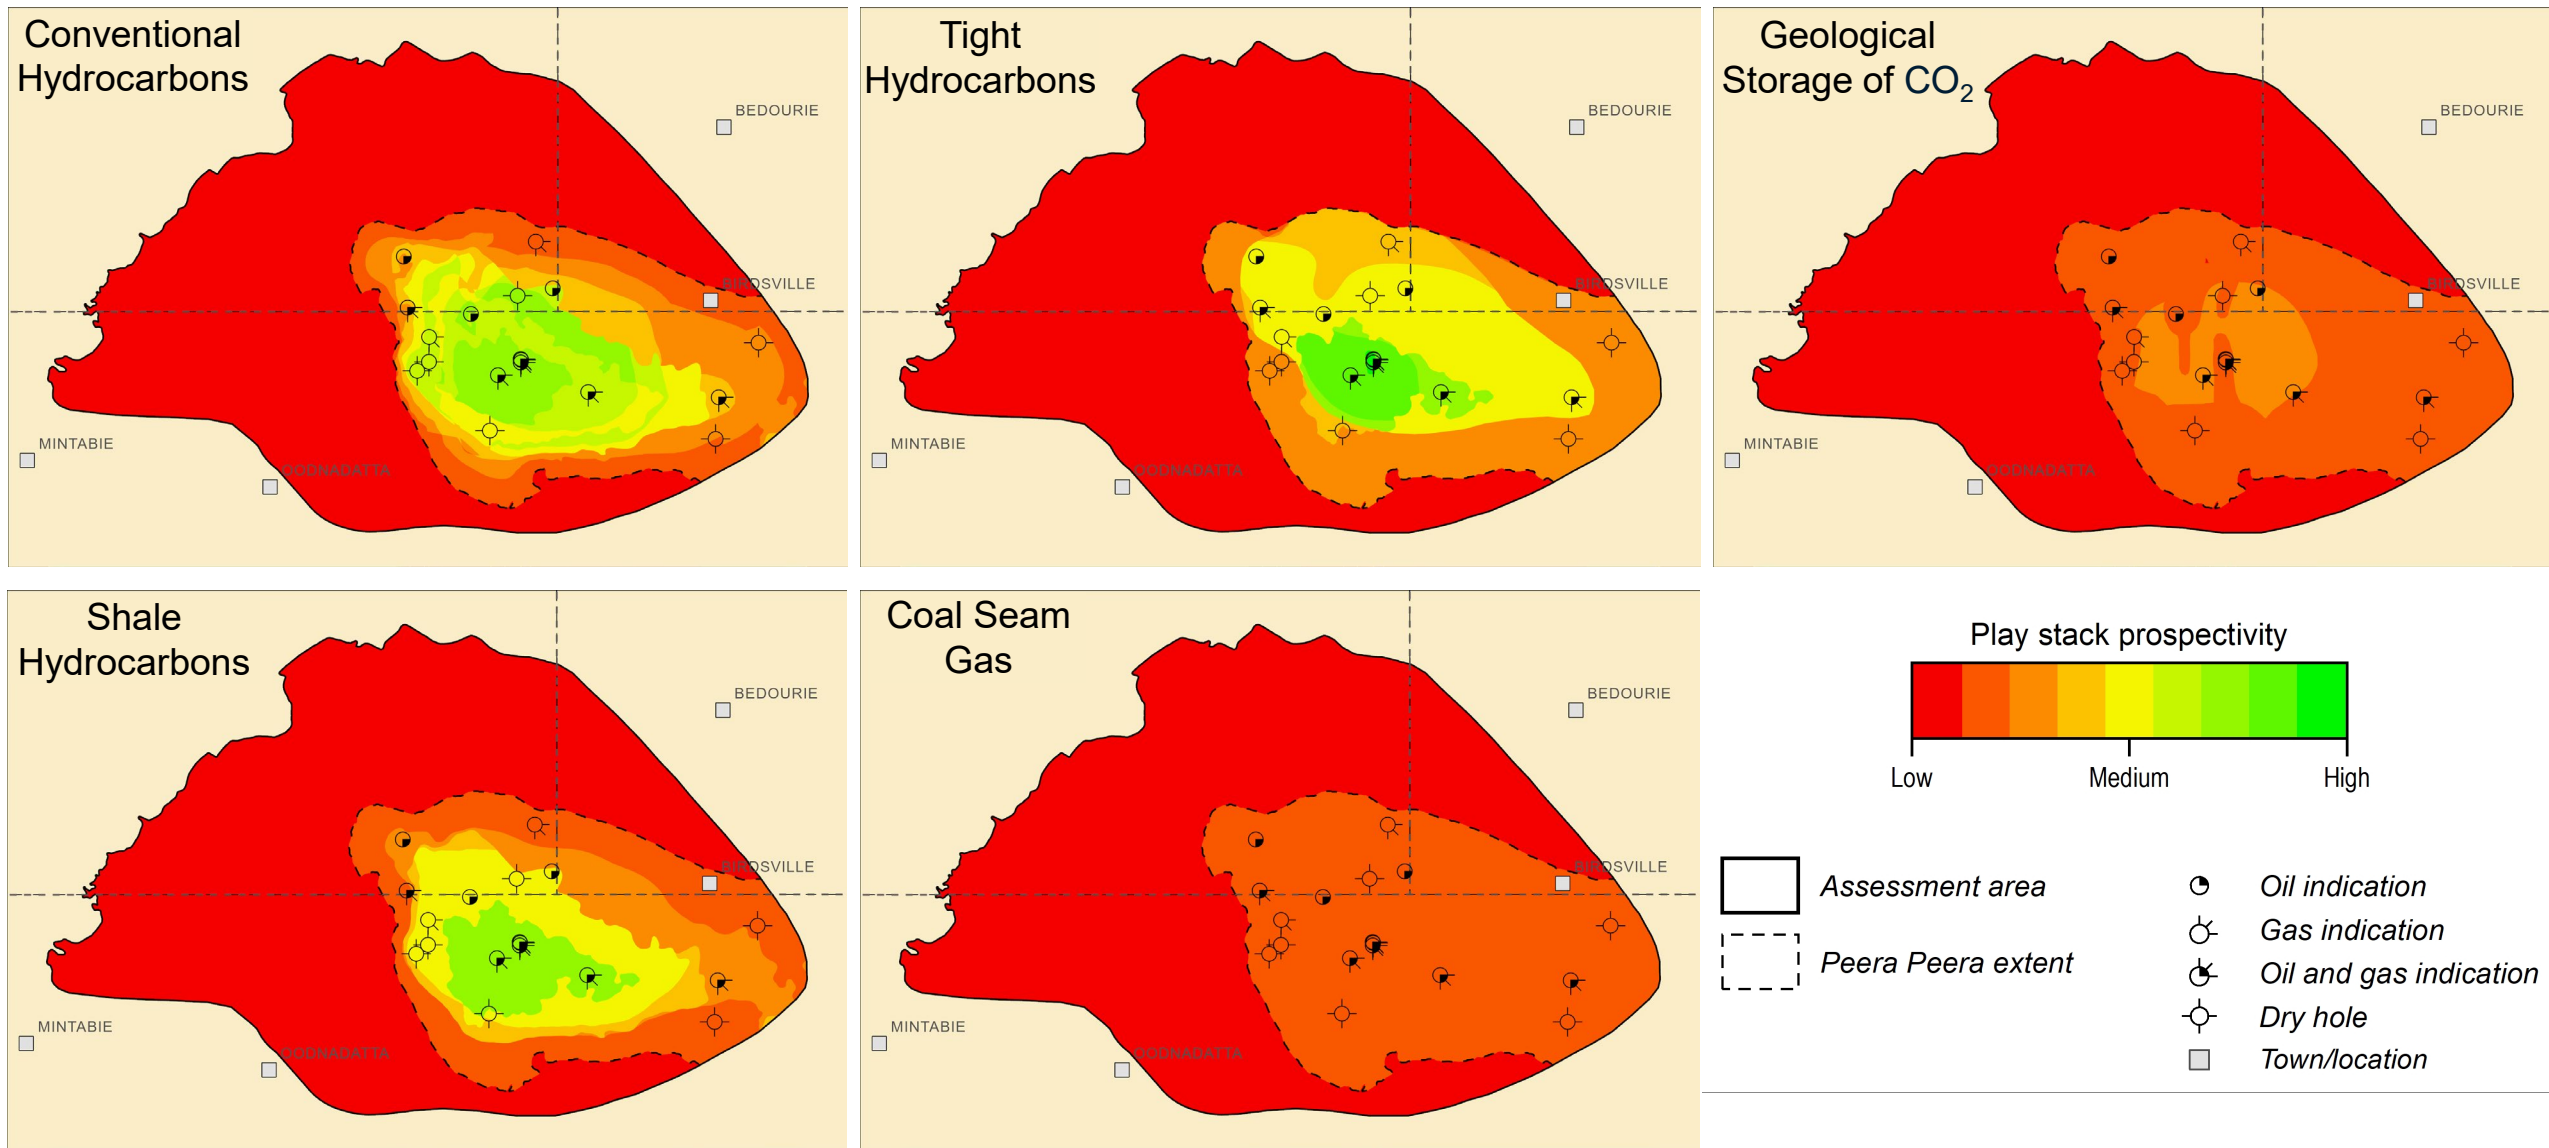 Conventional
Hydrocarbons
BEDOURIE
BIRDSVILLE
MINTABIE
OODNADATTA
Tight
Hydrocarbons
BEDOURIE
BIRDSVILLE
MINTABIE
OODNADATTA
Geological
Storage of CO₂
BEDOURIE
BIRDSVILLE
MINTABIE
OODNADATTA
Shale
Hydrocarbons
BEDOURIE
BIRDSVILLE
MINTABIE
OODNADATTA
Coal Seam
Gas
BEDOURIE
BIRDSVILLE
MINTABIE
OODNADATTA
Play stack prospectivity
Low Medium High
Assessment area
Peera Peera extent
Oil indication
Gas indication
Oil and gas indication
Dry hole
Town/location